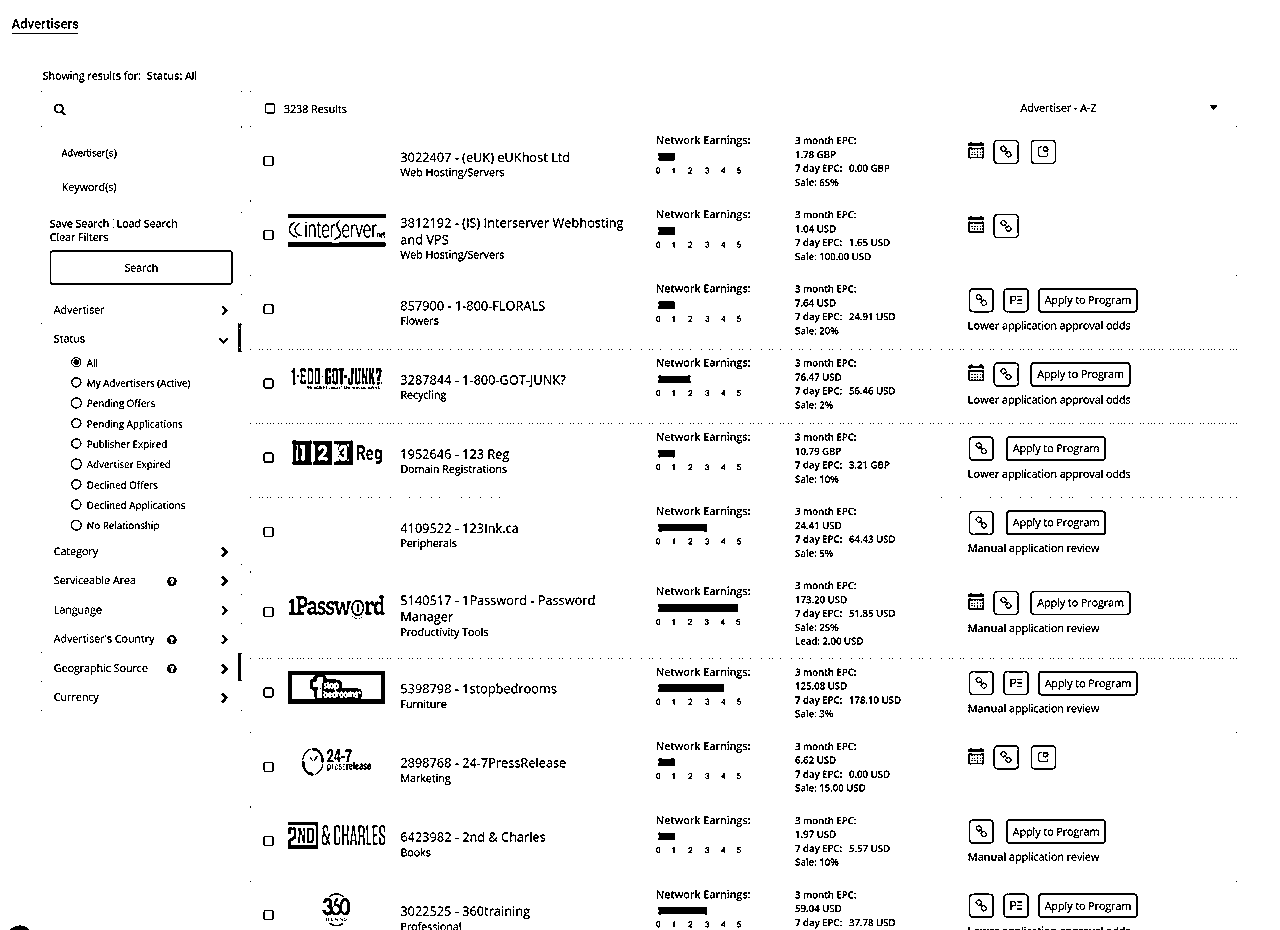 Advertisers
Showing results for: Status: All
3238 Results
Advertiser - A-Z
Advertiser(s)
Keyword(s)
Save Search Load Search
Clear Filters
Search
Advertiser
Status
All
My Advertisers (Active)
Pending Offers
Pending Applications
Publisher Expired
Advertiser Expired
Declined Offers
Declined Applications
No Relationship
Category
Serviceable Area
Language
Advertiser's Country
Geographic Source
Currency
3022407 - (eUK) eUKhost Ltd
Web Hosting/Servers
Network Earnings:
0 1 2 3 4 5
3 month EPC:
1.78 GBP
7 day EPC: 0.00 GBP
Sale: 65%
interServer.net
3812192 - (IS) Interserver Webhosting
and VPS
Web Hosting/Servers
Network Earnings:
0 1 2 3 4 5
3 month EPC:
1.04 USD
7 day EPC: 1.65 USD
Sale: 100.00 USD
857900 - 1-800-FLORALS
Flowers
Network Earnings:
0 1 2 3 4 5
3 month EPC:
7.64 USD
7 day EPC: 24.91 USD
Sale: 20%
Apply to Program
Lower application approval odds
1-800-GOT-JUNK?
3287844 - 1-800-GOT-JUNK?
Recycling
Network Earnings:
0 1 2 3 4 5
3 month EPC:
76.47 USD
7 day EPC: 56.46 USD
Sale: 2%
Apply to Program
Lower application approval odds
123 Reg
1952646 - 123 Reg
Domain Registrations
Network Earnings:
0 1 2 3 4 5
3 month EPC:
10.79 GBP
7 day EPC: 3.21 GBP
Sale: 10%
Apply to Program
Lower application approval odds
4109522 - 123Ink.ca
Peripherals
Network Earnings:
0 1 2 3 4 5
3 month EPC:
24.41 USD
7 day EPC: 64.43 USD
Sale: 5%
Apply to Program
Manual application review
1Password
5140517 - 1Password - Password
Manager
Productivity Tools
Network Earnings:
0 1 2 3 4 5
3 month EPC:
173.20 USD
7 day EPC: 51.85 USD
Sale: 25%
Lead: 2.00 USD
Apply to Program
Manual application review
1stop
bedrooms
5398798 - 1stopbedrooms
Furniture
Network Earnings:
0 1 2 3 4 5
3 month EPC:
125.08 USD
7 day EPC: 178.10 USD
Sale: 3%
Apply to Program
Manual application review
24-7
pressrelease
2898768 - 24-7PressRelease
Marketing
Network Earnings:
0 1 2 3 4 5
3 month EPC:
6.62 USD
7 day EPC: 0.00 USD
Sale: 15.00 USD
2ND & CHARLES
6423982 - 2nd & Charles
Books
Network Earnings:
0 1 2 3 4 5
3 month EPC:
1.97 USD
7 day EPC: 5.57 USD
Sale: 10%
Apply to Program
Manual application review
360
3022525 - 360training
Professional
Network Earnings:
0 1 2 3 4 5
3 month EPC:
59.04 USD
7 day EPC: 37.78 USD
Apply to Program
Lower application approval odds